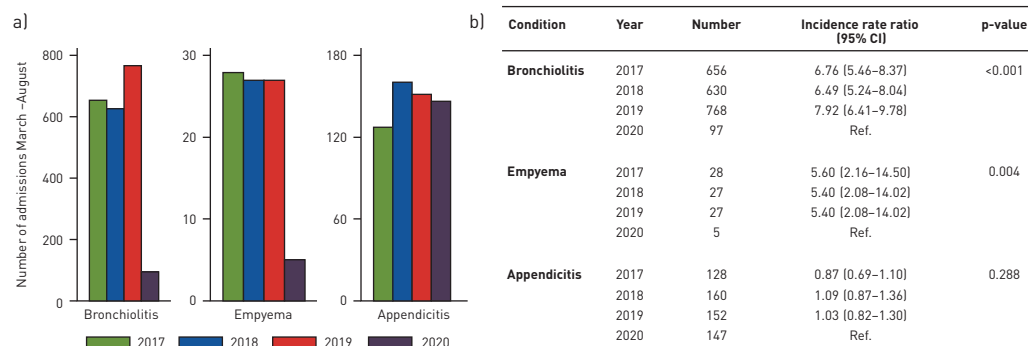 a)
Number of admissions March –August
800
600
400
200
0
Bronchiolitis
30
20
10
0
Empyema
180
120
60
0
Appendicitis
2017 2018 2019 2020
b)
Condition Year Number Incidence rate ratio (95% CI) p-value
Bronchiolitis 2017 656 6.76 (5.46–8.37) <0.001
2018 630 6.49 (5.24–8.04)
2019 768 7.92 (6.41–9.78)
2020 97 Ref.
Empyema 2017 28 5.60 (2.16–14.50) 0.004
2018 27 5.40 (2.08–14.02)
2019 27 5.40 (2.08–14.02)
2020 5 Ref.
Appendicitis 2017 128 0.87 (0.69–1.10) 0.288
2018 160 1.09 (0.87–1.36)
2019 152 1.03 (0.82–1.30)
2020 147 Ref.